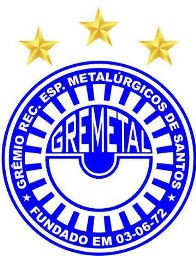 GRÊMIO REC. ESP. METALÚRGICOS DE SANTOS
GREMETAL
FUNDADO EM 03-06-72